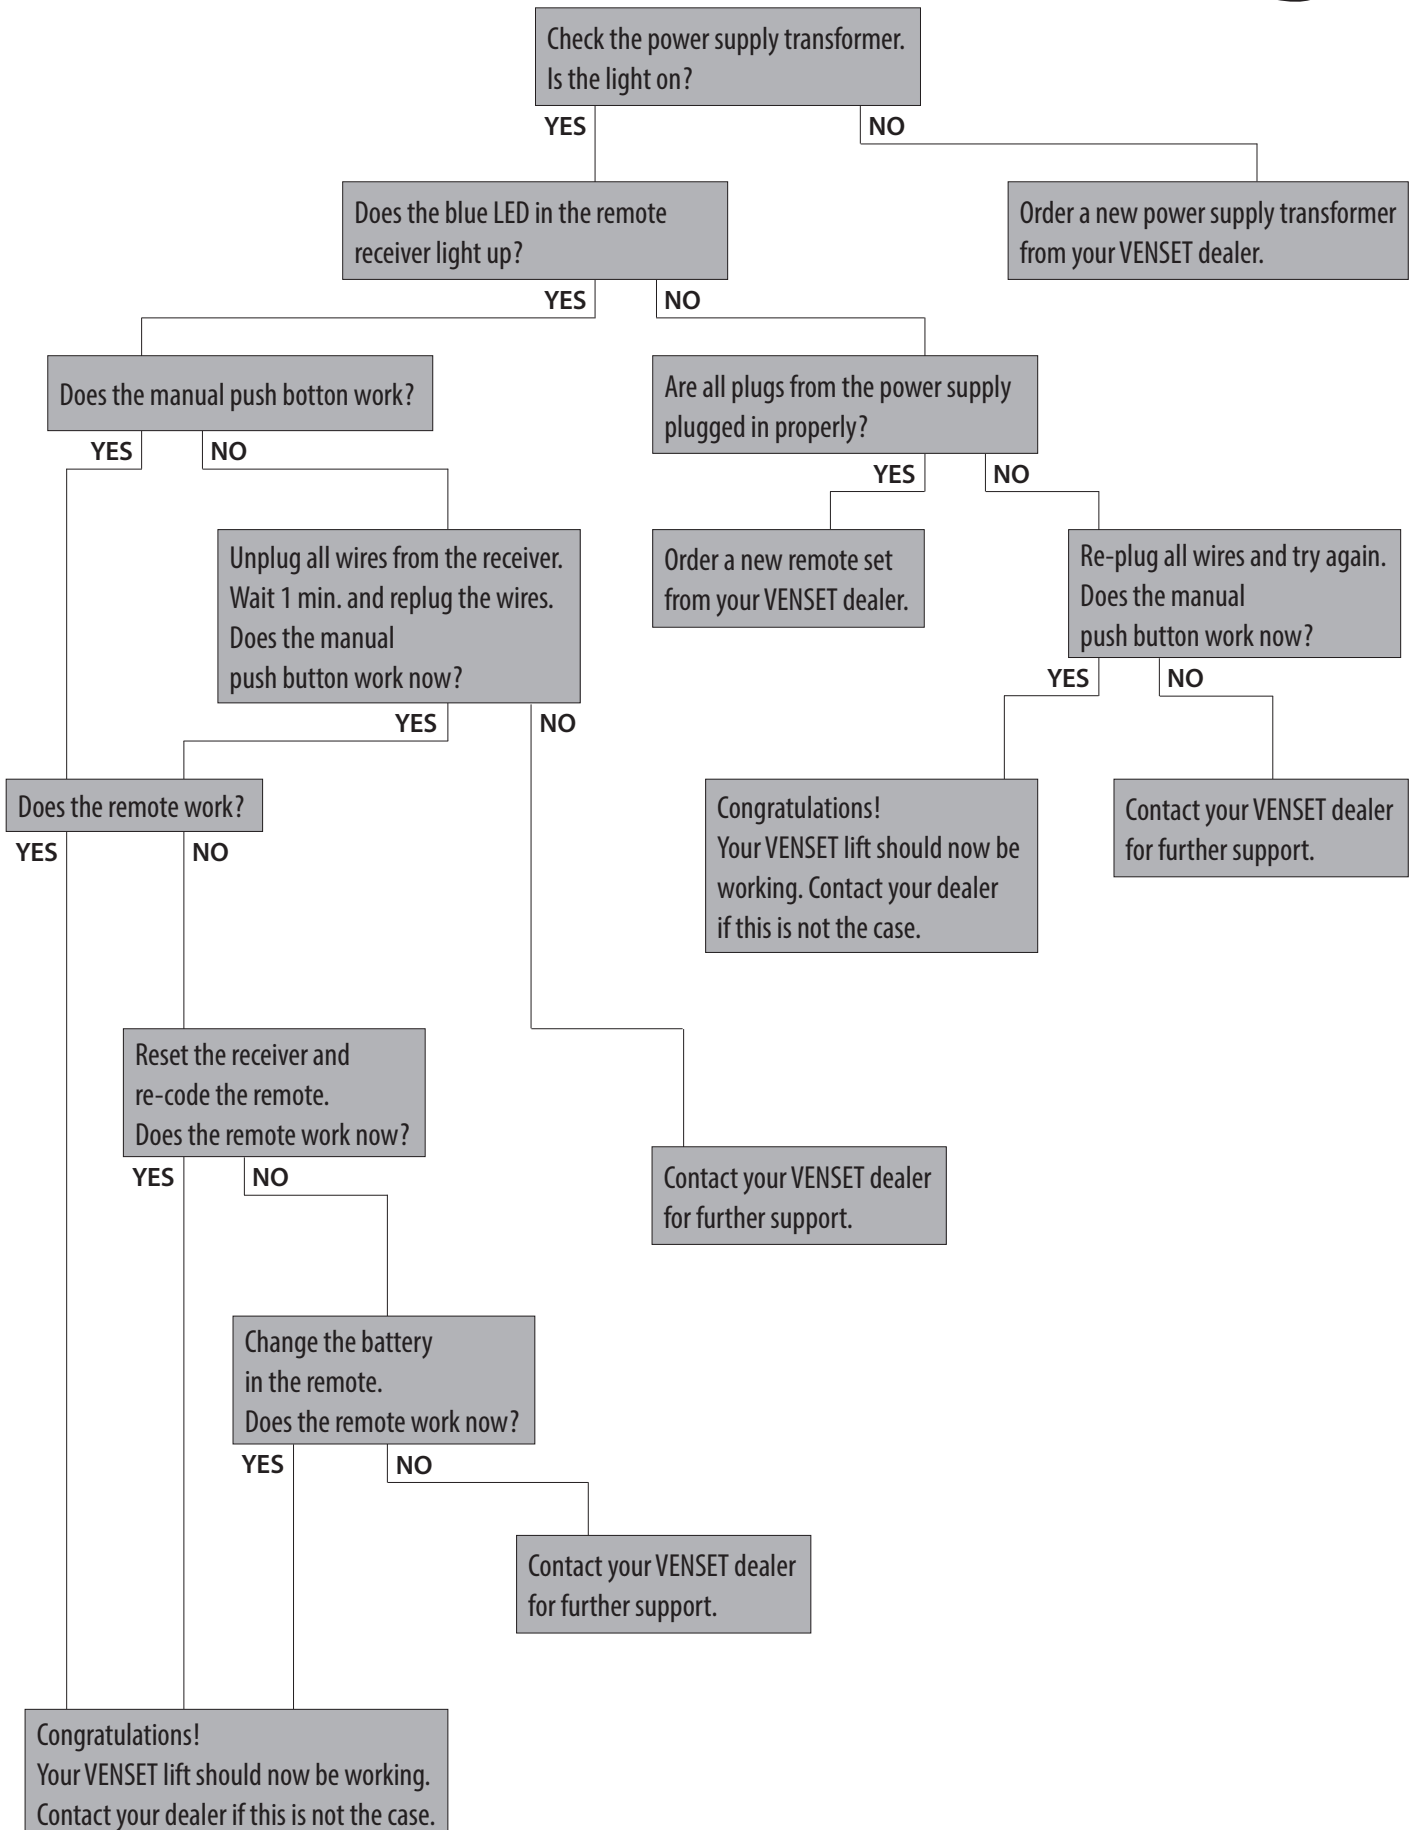 Check the power supply transformer.
Is the light on?
YES
NO
Does the blue LED in the remote
receiver light up?
Order a new power supply transformer
from your VENSET dealer.
YES
NO
Does the manual push botton work?
Are all plugs from the power supply
plugged in properly?
YES
NO
YES
NO
Unplug all wires from the receiver.
Wait 1 min. and replug the wires.
Does the manual
push button work now?
Order a new remote set
from your VENSET dealer.
Re-plug all wires and try again.
Does the manual
push button work now?
YES
NO
YES
NO
Does the remote work?
Congratulations!
Your VENSET lift should now be
working. Contact your dealer
if this is not the case.
Contact your VENSET dealer
for further support.
YES
NO
Reset the receiver and
re-code the remote.
Does the remote work now?
YES
NO
Contact your VENSET dealer
for further support.
Change the battery
in the remote.
Does the remote work now?
YES
NO
Contact your VENSET dealer
for further support.
Congratulations!
Your VENSET lift should now be working.
Contact your dealer if this is not the case.